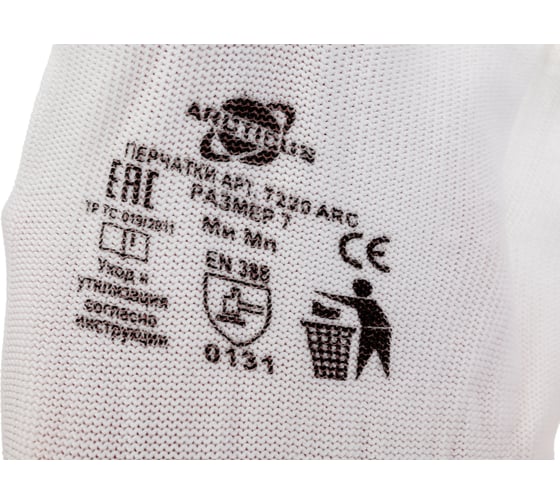 ARCTICUS
ПЕРЧАТКИ АРТ. 7220 ARC
РАЗМЕР 7
Ми Мп
EAC
ТР ТС 019/2011
Уход и
утилизация
согласно
инструкции
EN 388
0131
CE